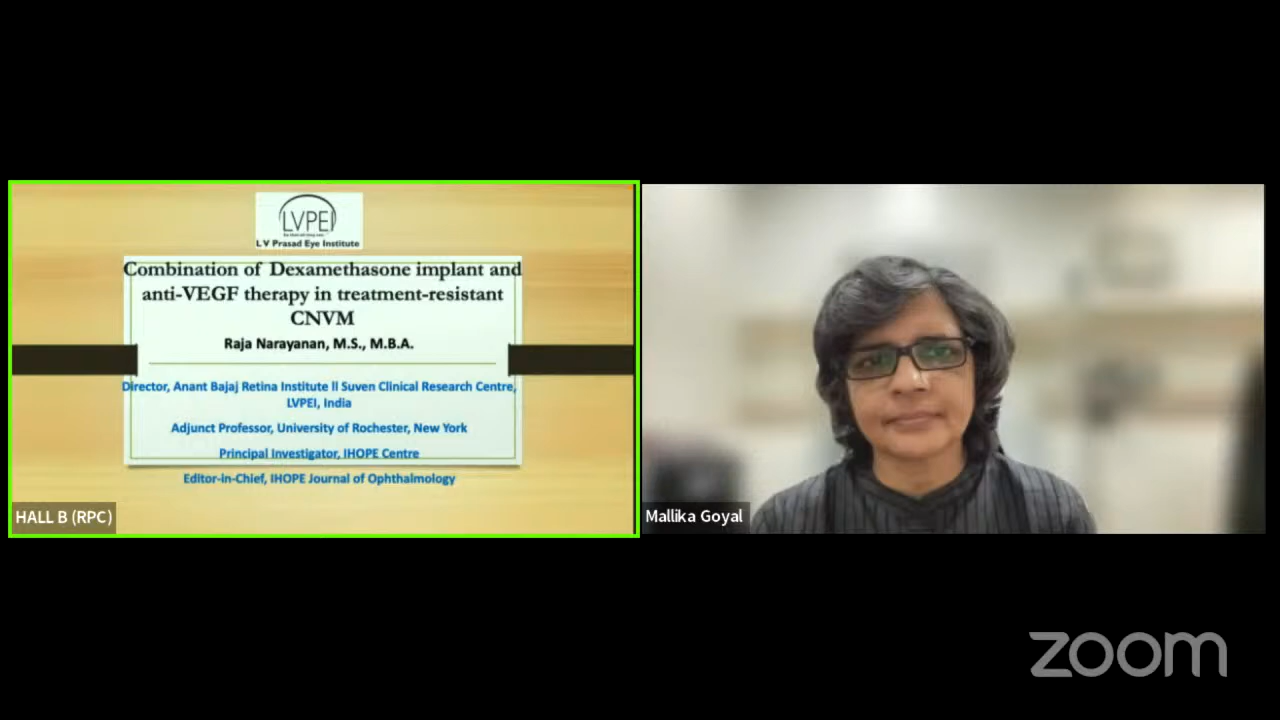 LVPEI
L V Prasad Eye Institute
Combination of Dexamethasone implant and
anti-VEGF therapy in treatment-resistant
CNVM
Raja Narayanan, M.S., M.B.A.
Director, Anant Bajaj Retina Institute ll Suven Clinical Research Centre,
LVPEI, India
Adjunct Professor, University of Rochester, New York
Principal Investigator, IHOPE Centre
Editor-in-Chief, IHOPE Journal of Ophthalmology
HALL B (RPC)
Mallika Goyal
zoom